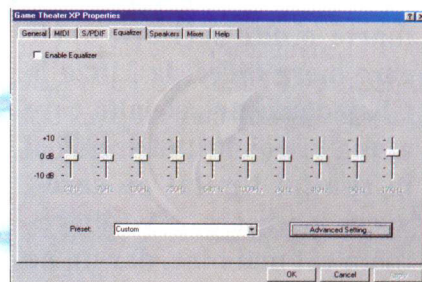 Game Theater XP Properties
General MIDI S/PDIF Equalizer Speakers Mixer Help
Enable Equalizer
+10
0 dB
-10 dB
Preset: Custom Advanced Setting...
OK Cancel Apply